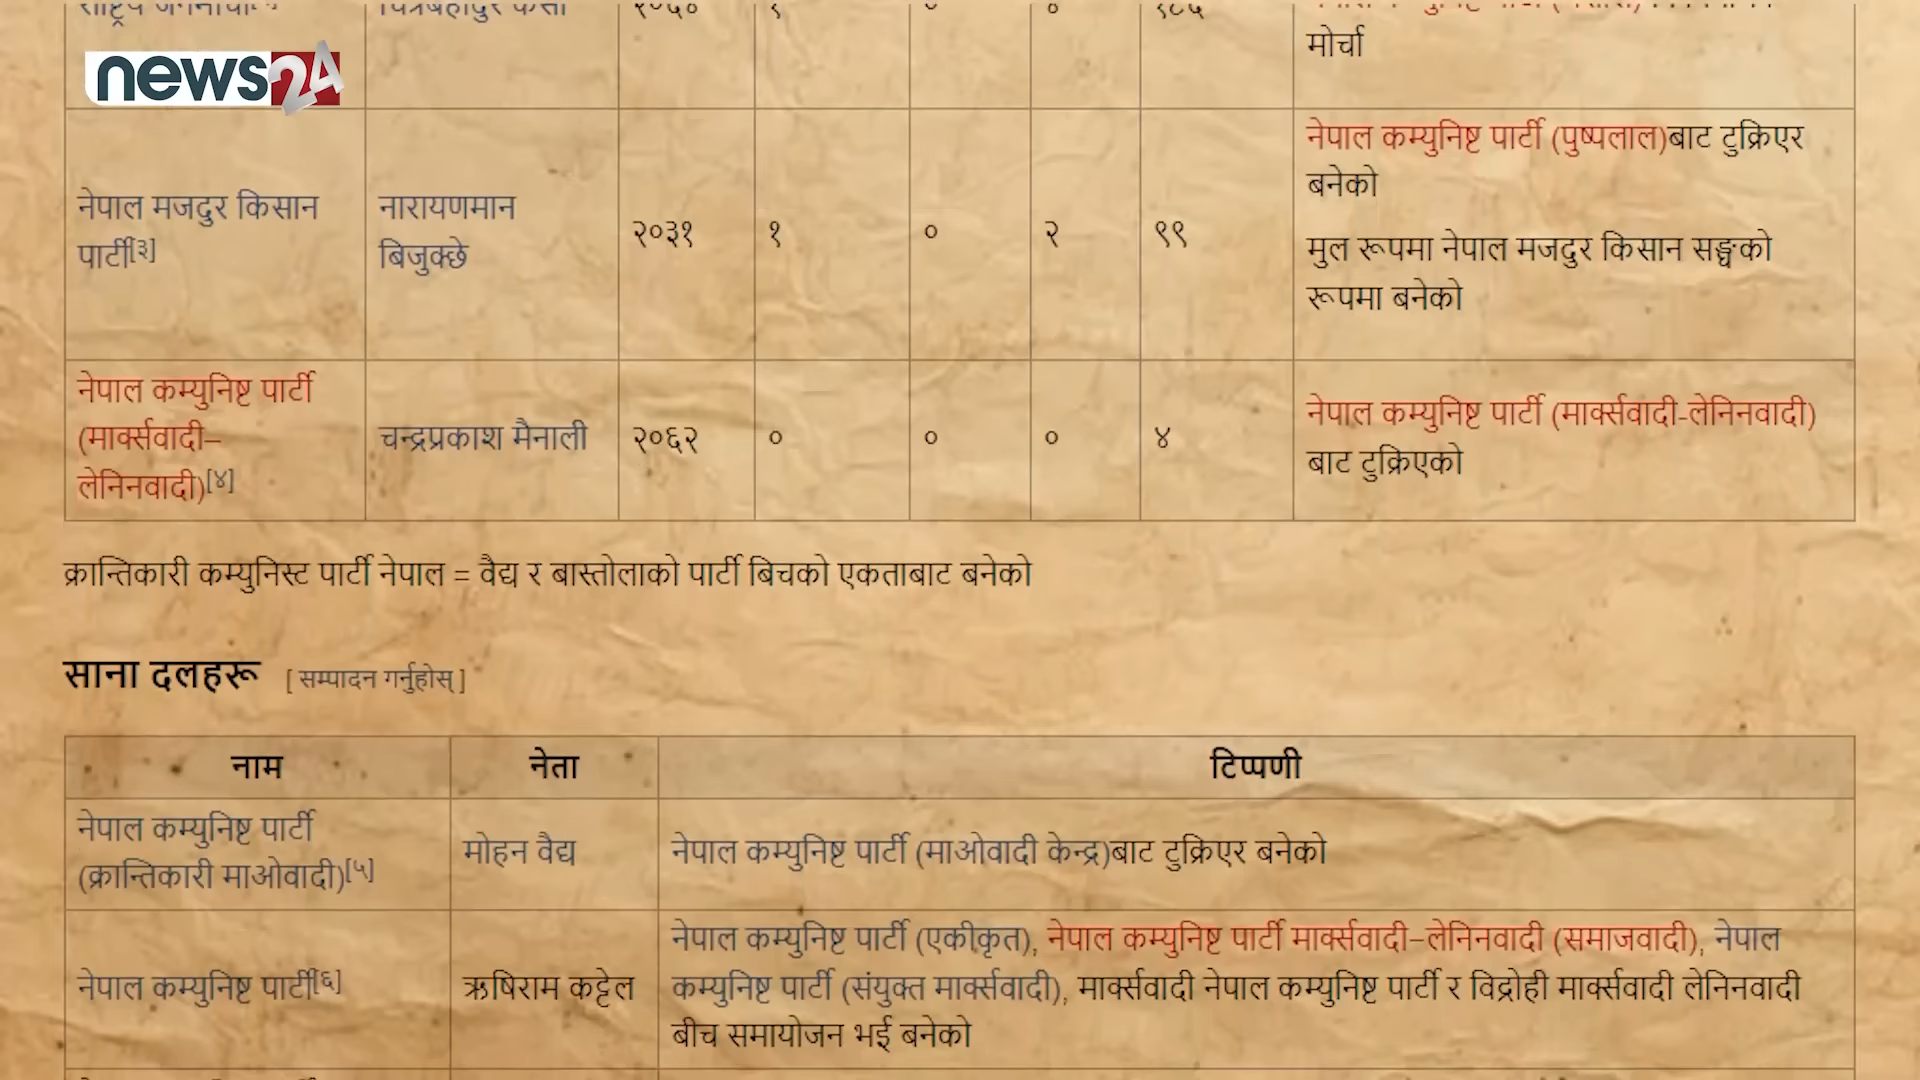 news24
मोर्चा
नेपाल कम्युनिष्ट पार्टी (पुष्पलाल)बाट टुक्रिएर
बनेको
नेपाल मजदुर किसान
पार्टी[३]
नारायणमान
बिजुक्छे
२०३१
१
०
२
९९
मुल रूपमा नेपाल मजदुर किसान सङ्घको
रूपमा बनेको
नेपाल कम्युनिष्ट पार्टी
(मार्क्सवादी–
लेनिनवादी)[४]
चन्द्रप्रकाश मैनाली
२०६२
०
०
०
४
नेपाल कम्युनिष्ट पार्टी (मार्क्सवादी-लेनिनवादी)
बाट टुक्रिएको
क्रान्तिकारी कम्युनिस्ट पार्टी नेपाल = वैद्य र बास्तोलाको पार्टी बिचको एकताबाट बनेको
साना दलहरू [ सम्पादन गर्नुहोस् ]
नाम
नेता
टिप्पणी
नेपाल कम्युनिष्ट पार्टी
(क्रान्तिकारी माओवादी)[५]
मोहन वैद्य
नेपाल कम्युनिष्ट पार्टी (माओवादी केन्द्र)बाट टुक्रिएर बनेको
नेपाल कम्युनिष्ट पार्टी[६]
ऋषिराम कट्टेल
नेपाल कम्युनिष्ट पार्टी (एकीकृत), नेपाल कम्युनिष्ट पार्टी मार्क्सवादी–लेनिनवादी (समाजवादी), नेपाल
कम्युनिष्ट पार्टी (संयुक्त मार्क्सवादी), मार्क्सवादी नेपाल कम्युनिष्ट पार्टी र विद्रोही मार्क्सवादी लेनिनवादी
बीच समायोजन भई बनेको